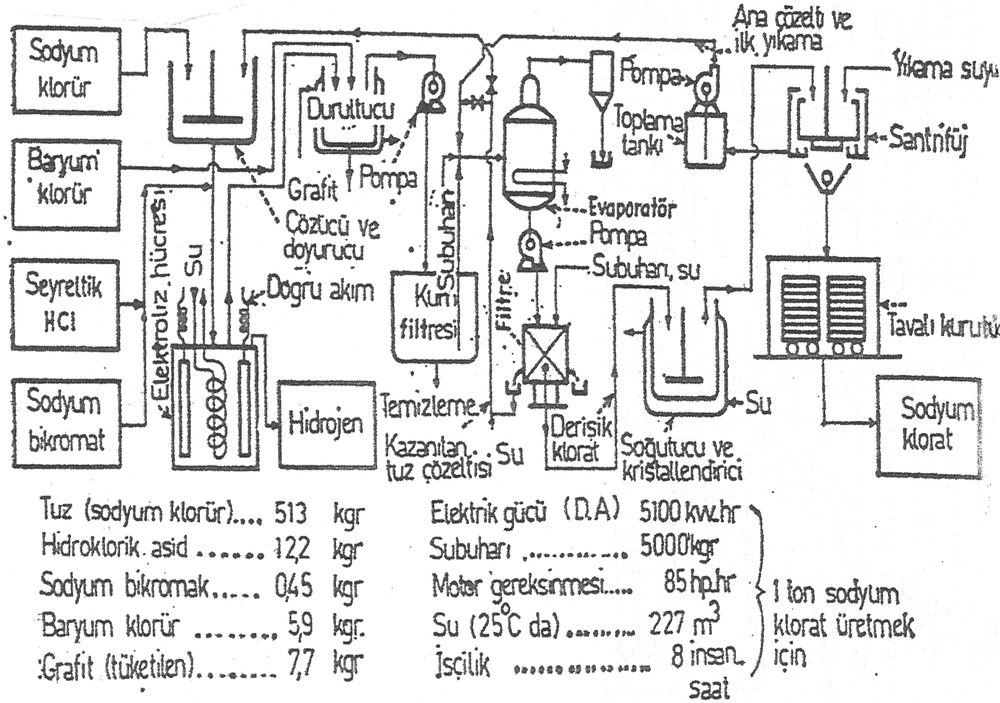 Ana çözelti ve
ilk yıkama
Sodyum
klorür
Pompa
Yıkama suyu
Durultucu
Toplama
tankı
Santrifüj
Baryum
klorür
Grafit
Pompa
Subuharı
Evaporatör
Pompa
Çözücü ve
doyurucu
Elektroliz hücresi
Su
Seyreltik
HCl
Doğru akım
Kum
filtresi
Filtre
Subuharı, su
Tavalı kurutucu
Sodyum
bikromat
Hidrojen
Temizleme
Kazanılan
tuz çözeltisi
Su
Derişik
klorat
Soğutucu ve
kristallendirici
Su
Sodyum
klorat
Tuz (sodyum klorür).... 513 kgr
Hidroklorik asid ....... 12,2 kgr
Sodyum bikromak..... 0,45 kgr
Baryum klorür ........ 5,9 kgr.
Grafit (tüketilen)........ 7,7 kgr
Elektrik gücü (D.A) 5100 kw.hr
Subuharı ............ 5000 kgr
Motor gereksinmesi..... 85 hp.hr
Su (25°C da) ........ 227 m³
İşçilik .............. 8 insan.
saat
1 ton sodyum
klorat üretmek
için